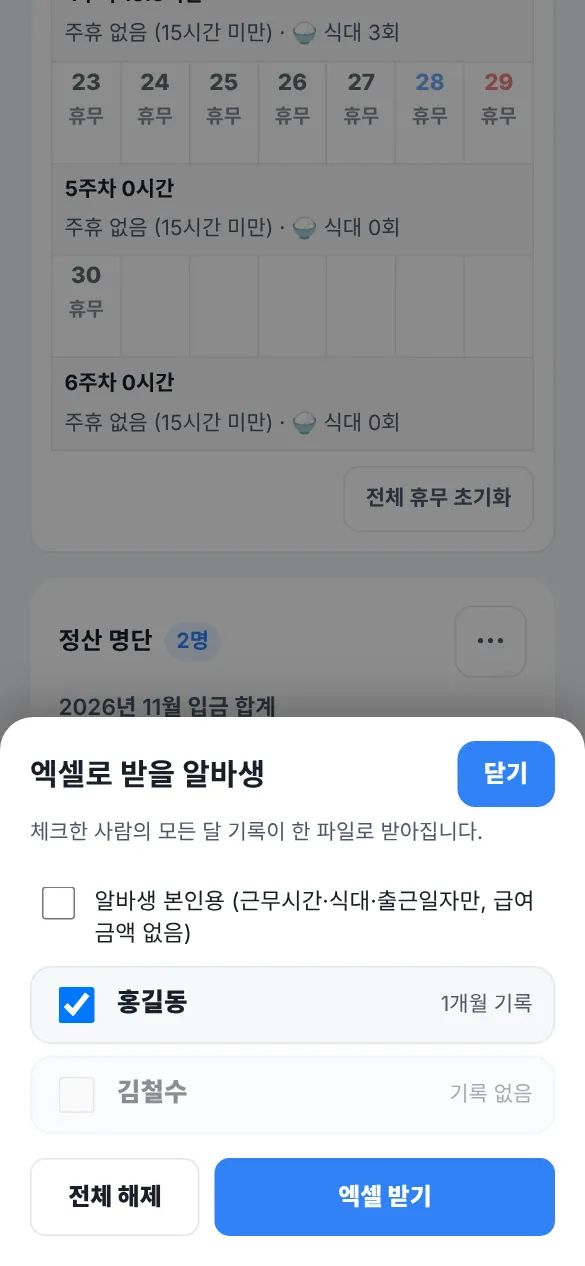 주휴 없음 (15시간 미만) · 🍚 식대 3회
23 24 25 26 27 28 29
휴무 휴무 휴무 휴무 휴무 휴무 휴무
5주차 0시간
주휴 없음 (15시간 미만) · 🍚 식대 0회
30
휴무
6주차 0시간
주휴 없음 (15시간 미만) · 🍚 식대 0회
전체 휴무 초기화
정산 명단 2명 ···
2026년 11월 입금 합계
엑셀로 받을 알바생 닫기
체크한 사람의 모든 달 기록이 한 파일로 받아집니다.
알바생 본인용 (근무시간·식대·출근일자만, 급여
금액 없음)
홍길동 1개월 기록
김철수 기록 없음
전체 해제 엑셀 받기